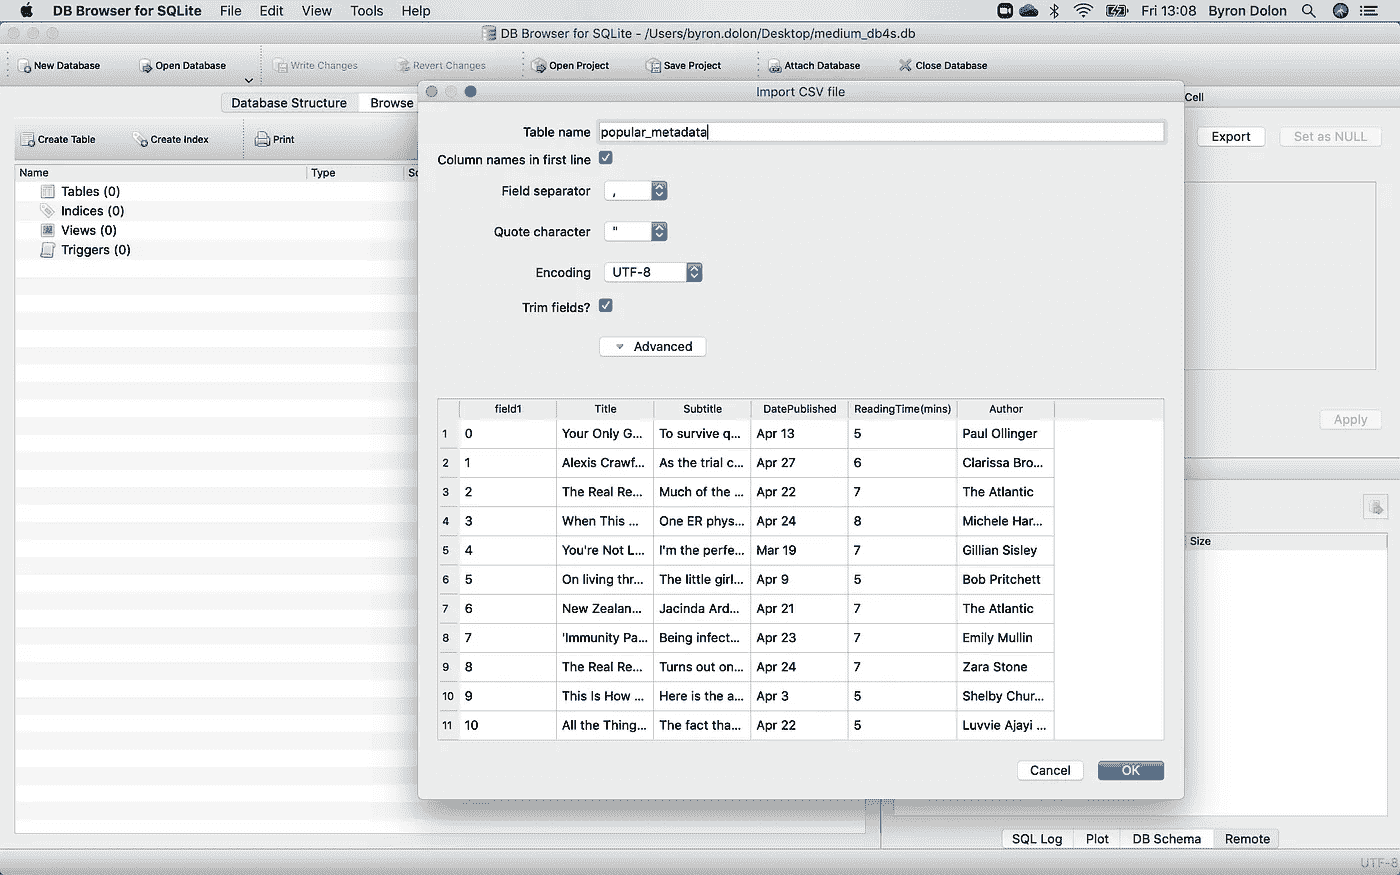 DB Browser for SQLite File Edit View Tools Help Fri 13:08 Byron Dolon
DB Browser for SQLite - /Users/byron.dolon/Desktop/medium_db4s.db
New Database Open Database Write Changes Revert Changes Open Project Save Project Attach Database Close Database
Import CSV file
Database Structure Browse Cell
Table name popular_metadata
Create Table Create Index Print Export Set as NULL
Column names in first line
Name Type
Tables (0)
Field separator ,
Indices (0)
Views (0)
Quote character "
Triggers (0)
Encoding UTF-8
Trim fields?
Advanced
Apply
field1 Title Subtitle DatePublished ReadingTime(mins) Author
1 0 Your Only G... To survive q... Apr 13 5 Paul Ollinger
2 1 Alexis Crawf... As the trial c... Apr 27 6 Clarissa Bro...
3 2 The Real Re... Much of the ... Apr 22 7 The Atlantic
4 3 When This ... One ER phys... Apr 24 8 Michele Har...
Size
5 4 You're Not L... I'm the perfe... Mar 19 7 Gillian Sisley
6 5 On living thr... The little girl... Apr 9 5 Bob Pritchett
7 6 New Zealan... Jacinda Ard... Apr 21 7 The Atlantic
8 7 'Immunity Pa... Being infect... Apr 23 7 Emily Mullin
9 8 The Real Re... Turns out on... Apr 24 7 Zara Stone
10 9 This Is How ... Here is the a... Apr 3 5 Shelby Chur...
11 10 All the Thing... The fact tha... Apr 22 5 Luvvie Ajayi ...
Cancel OK
SQL Log Plot DB Schema Remote
UTF-8